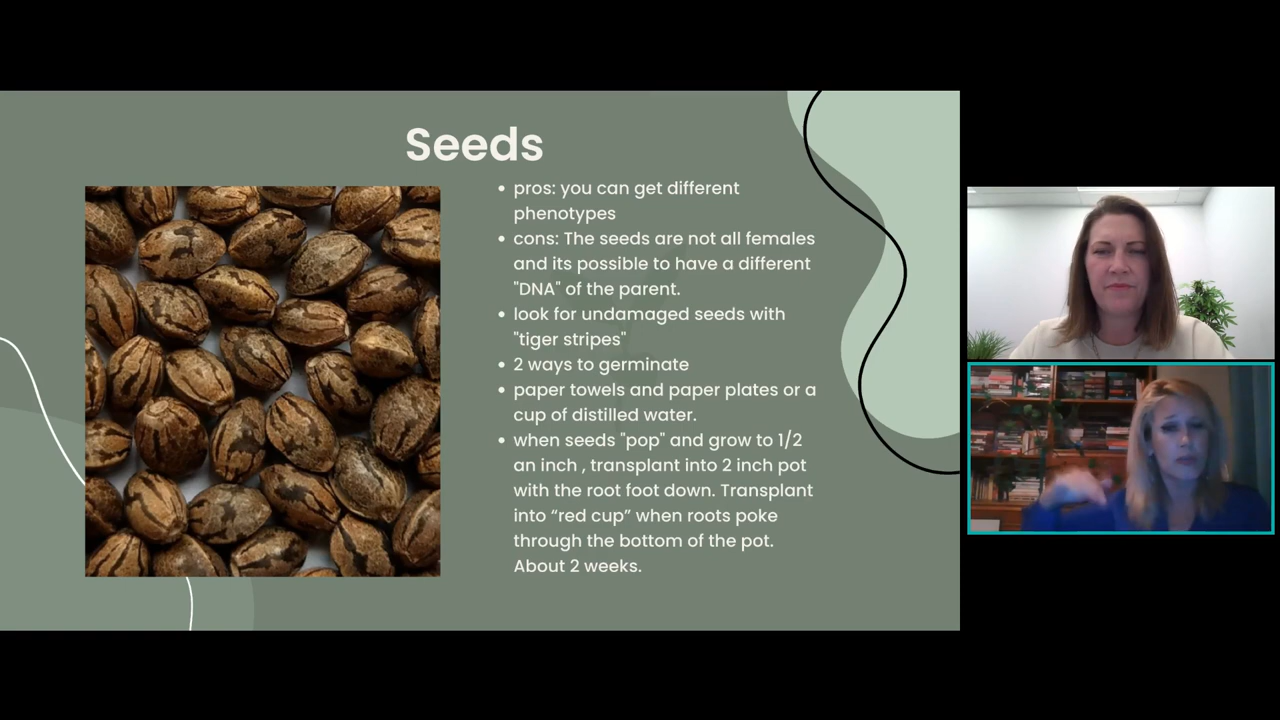 Seeds
pros: you can get different
phenotypes
cons: The seeds are not all females
and its possible to have a different
"DNA" of the parent.
look for undamaged seeds with
"tiger stripes"
2 ways to germinate
paper towels and paper plates or a
cup of distilled water.
when seeds "pop" and grow to 1/2
an inch , transplant into 2 inch pot
with the root foot down. Transplant
into “red cup” when roots poke
through the bottom of the pot.
About 2 weeks.